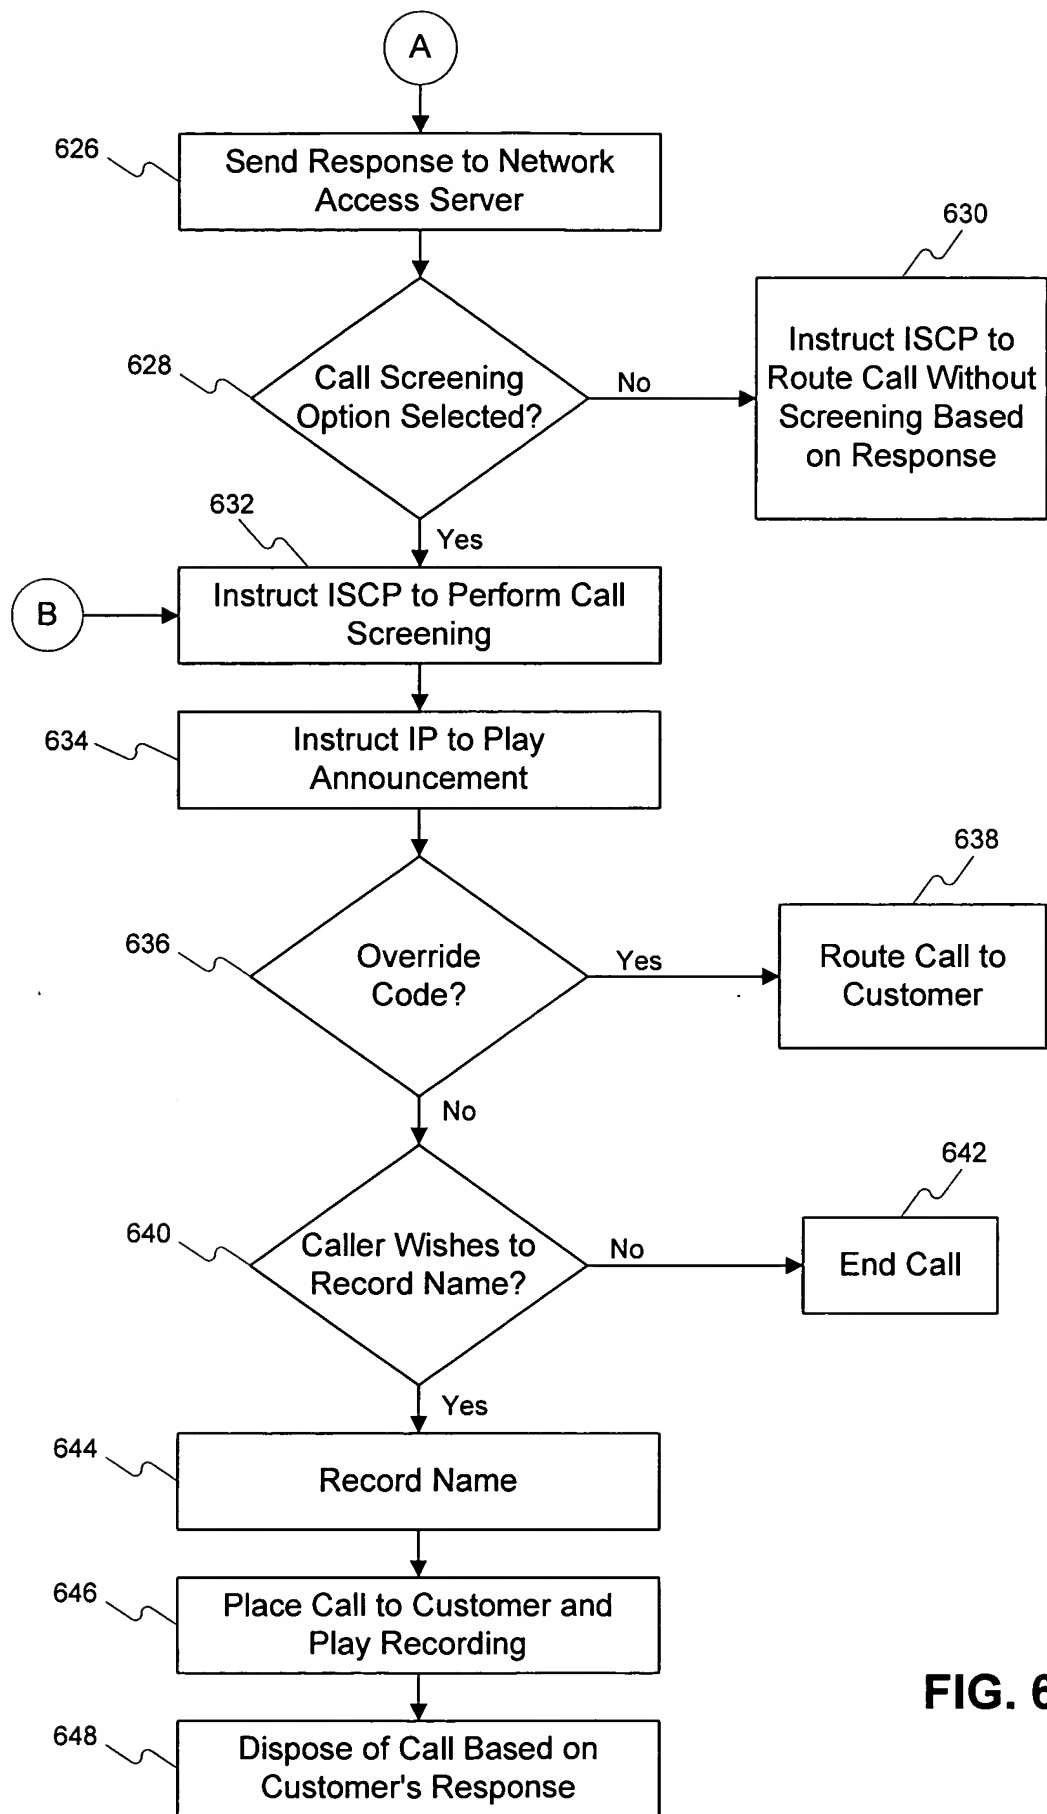 A
626
Send Response to Network
Access Server
630
628
Call Screening
Option Selected?
No
Instruct ISCP to
Route Call Without
Screening Based
on Response
632
Yes
B
Instruct ISCP to Perform Call
Screening
634
Instruct IP to Play
Announcement
638
636
Override
Code?
Yes
Route Call to
Customer
No
642
640
Caller Wishes to
Record Name?
No
End Call
Yes
644
Record Name
646
Place Call to Customer and
Play Recording
FIG. 6
648
Dispose of Call Based on
Customer's Response